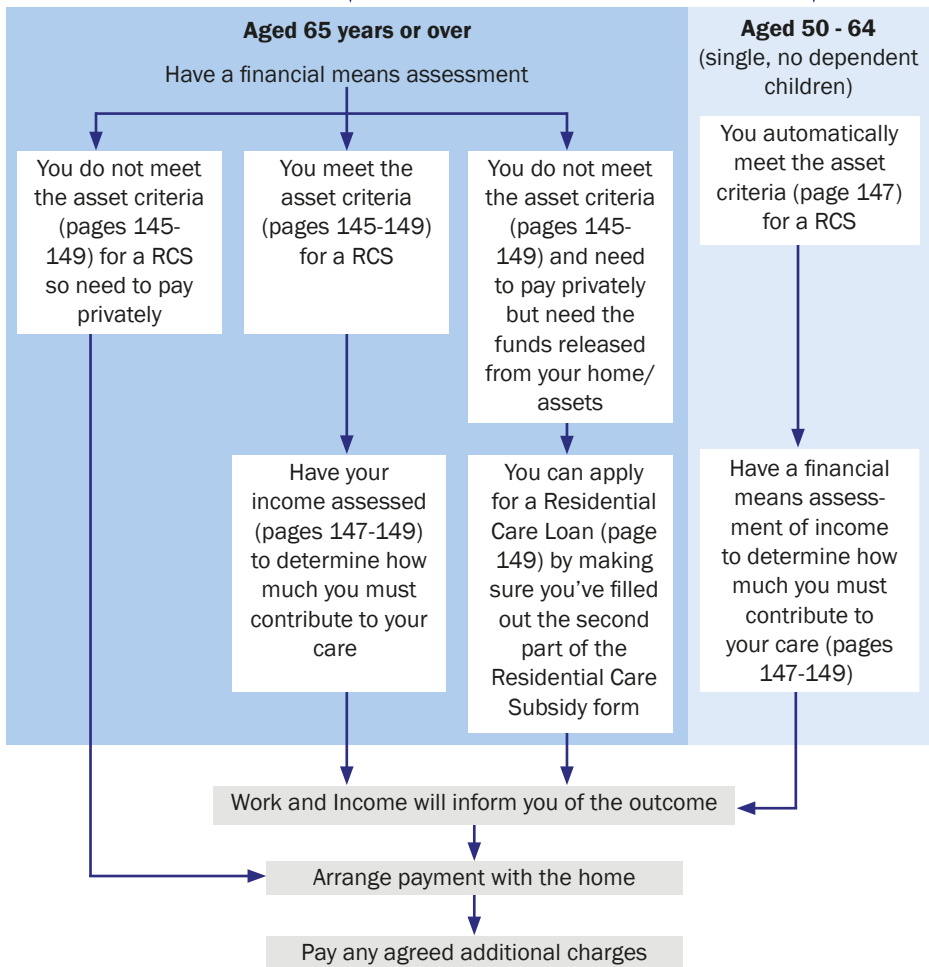 Aged 65 years or over
Have a financial means assessment
You do not meet
the asset criteria
(pages 145-
149) for a RCS
so need to pay
privately
You meet the
asset criteria
(pages 145-149)
for a RCS
You do not meet
the asset criteria
(pages 145-
149) and need
to pay privately
but need the
funds released
from your home/
assets
Have your
income assessed
(pages 147-149)
to determine how
much you must
contribute to your
care
You can apply
for a Residential
Care Loan (page
149) by making
sure you've filled
out the second
part of the
Residential Care
Subsidy form
Aged 50 - 64
(single, no dependent
children)
You automatically
meet the asset
criteria (page 147)
for a RCS
Have a financial
means assess-
ment of income
to determine how
much you must
contribute to
your care (pages
147-149)
Work and Income will inform you of the outcome
Arrange payment with the home
Pay any agreed additional charges